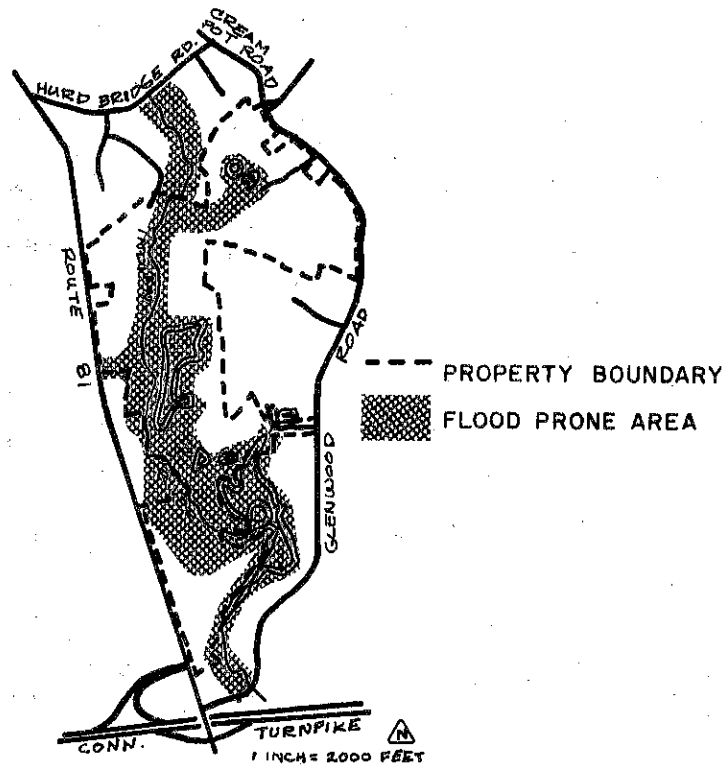 CREAM
POT ROAD
HURD BRIDGE RD.
ROUTE
81
ROAD
GLENWOOD
PROPERTY BOUNDARY
FLOOD PRONE AREA
CONN.
TURNPIKE
N
1 INCH = 2000 FEET